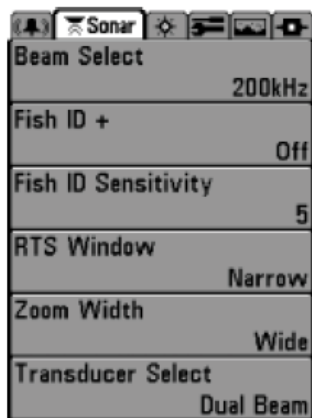 Sonar
Beam Select
200kHz
Fish ID +
Off
Fish ID Sensitivity
5
RTS Window
Narrow
Zoom Width
Wide
Transducer Select
Dual Beam